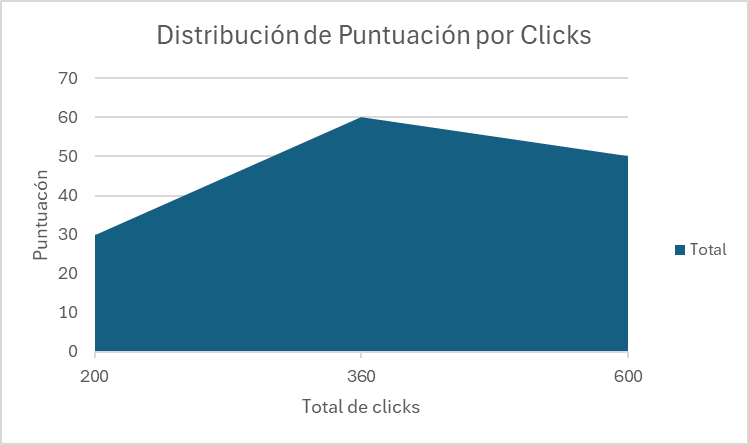 Distribución de Puntuación por Clicks
70
60
50
40
30
20
10
0
Puntuacón
200 360 600
Total de clicks
Total